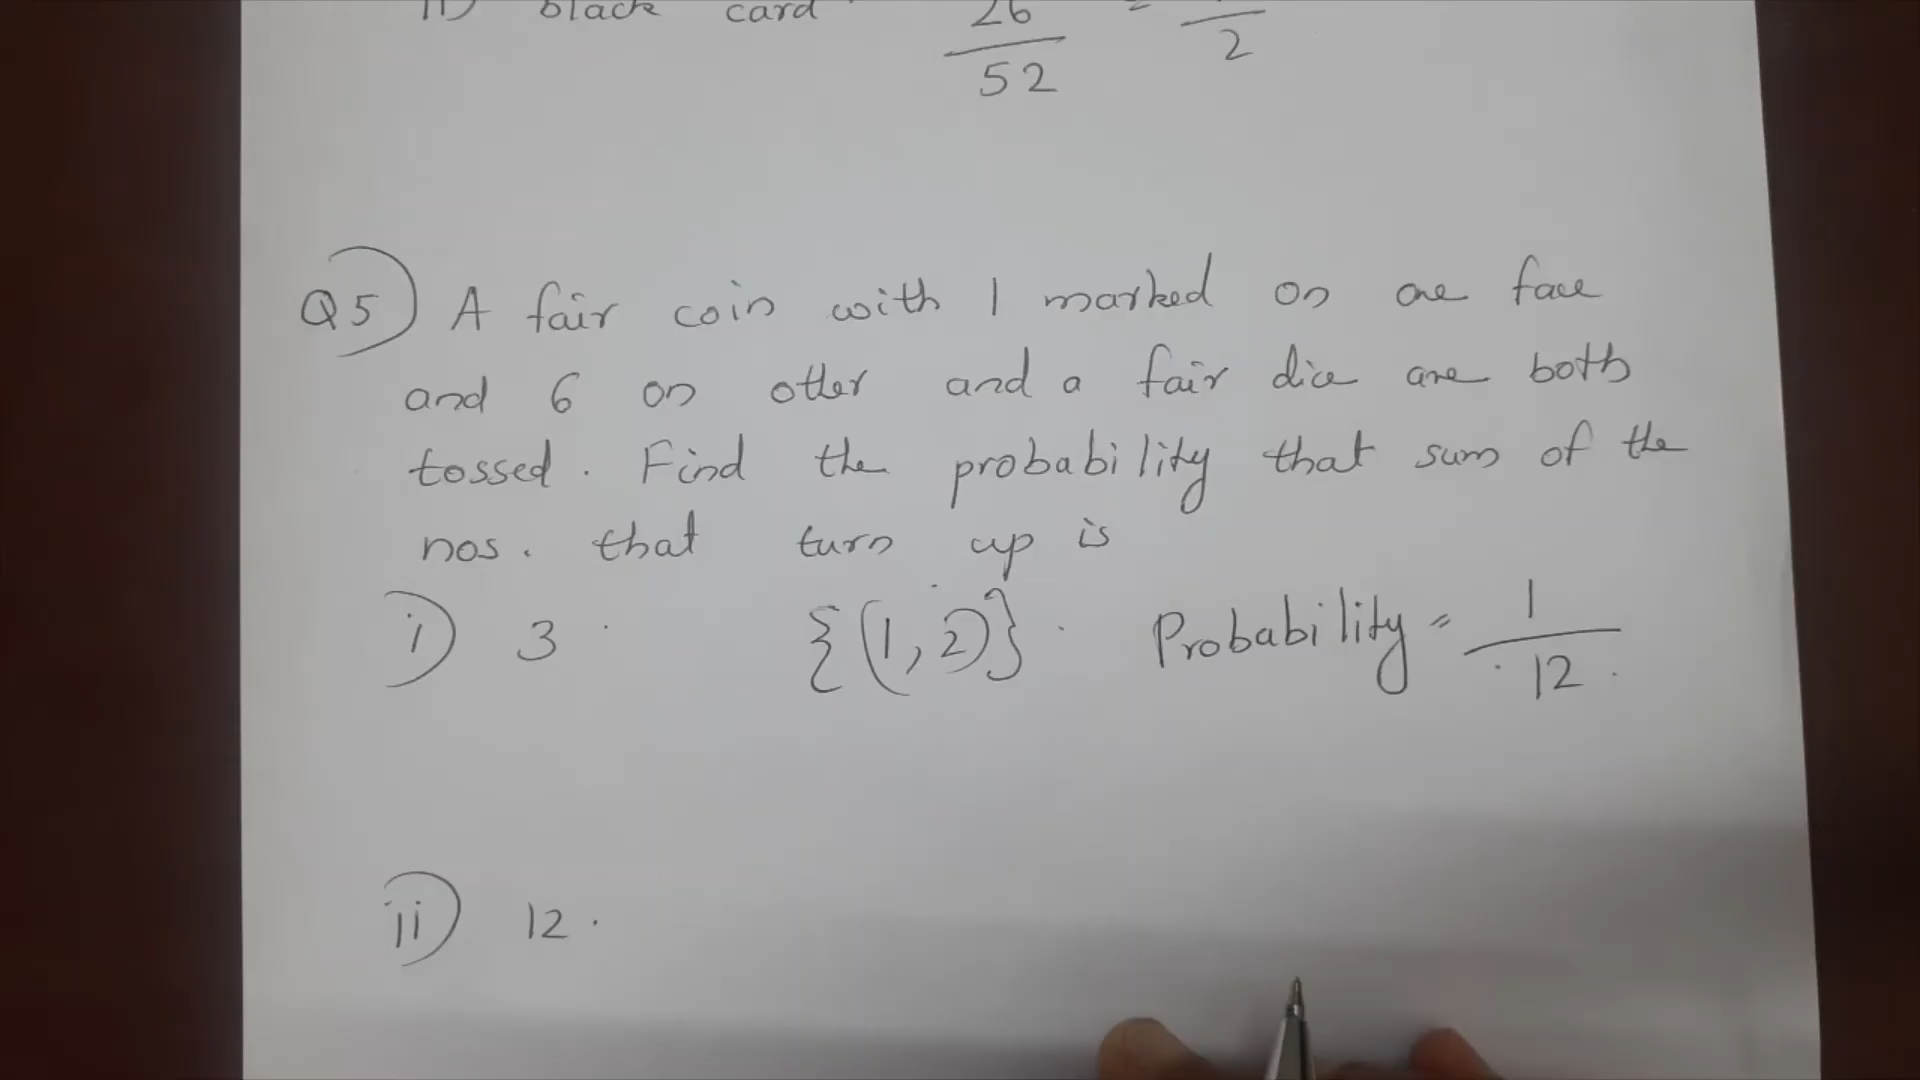 ii) black card 26/52 = /2
Q5) A fair coin with 1 marked on one face
and 6 on other and a fair dice are both
tossed. Find the probability that sum of the
nos. that turn up is
i) 3. {(1,2)}. Probability = 1/12.
ii) 12.